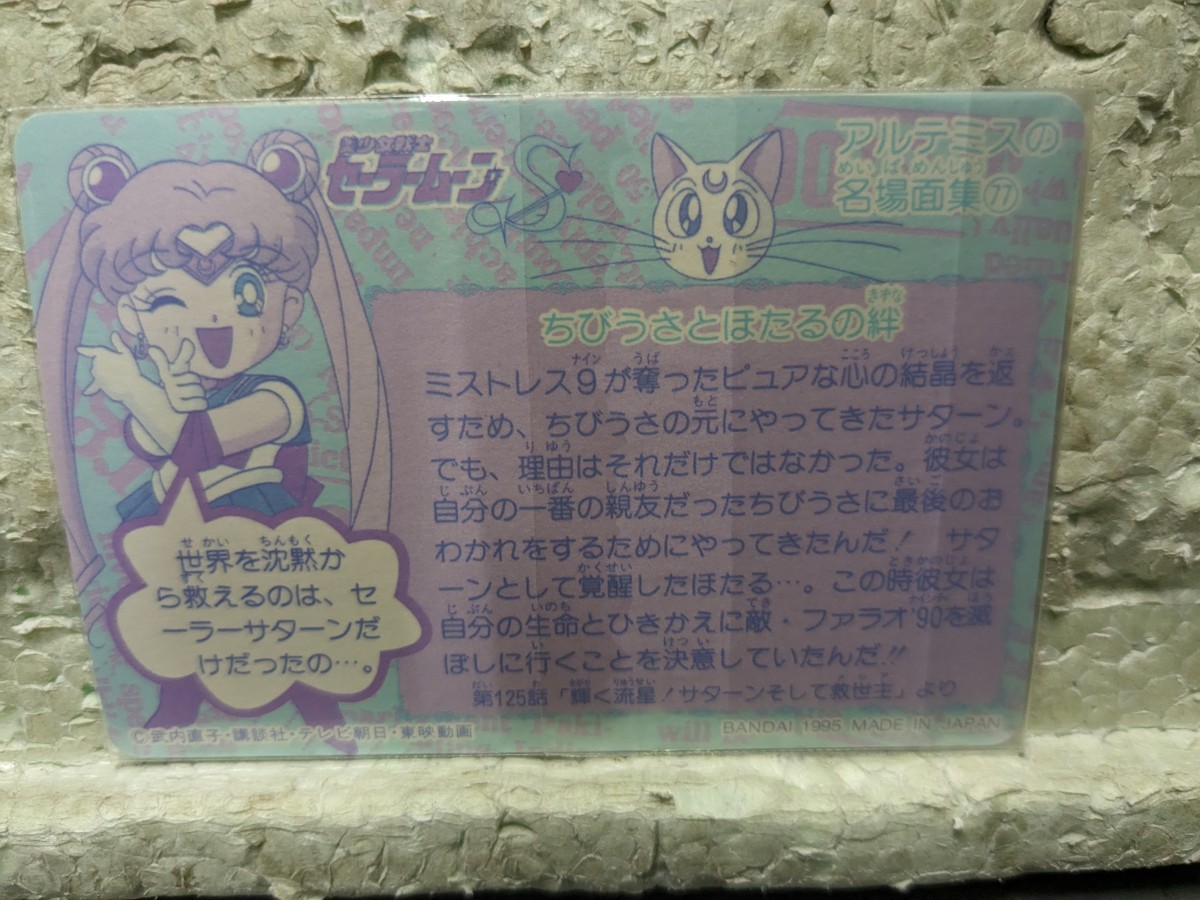 美少女戦士
セーラームーンS
アルテミスの
名場面集77
ちびうさとほたるの絆
ミストレス9が奪ったピュアな心の結晶を返
すため、ちびうさの元にやってきたサターン。
でも、理由はそれだけではなかった。彼女は
自分の一番の親友だったちびうさに最後のお
わかれをするためにやってきたんだ! サタ
ーンとして覚醒したほたる…。この時彼女は
自分の生命とひきかえに敵・ファラオ'90を滅
ぼしに行くことを決意していたんだ!!
第125話「輝く流星!サターンそして救世主」より
世界を沈黙か
ら救えるのは、セ
ーラーサターンだ
けだったの…。
©武内直子・講談社・テレビ朝日・東映動画
BANDAI 1995 MADE IN JAPAN